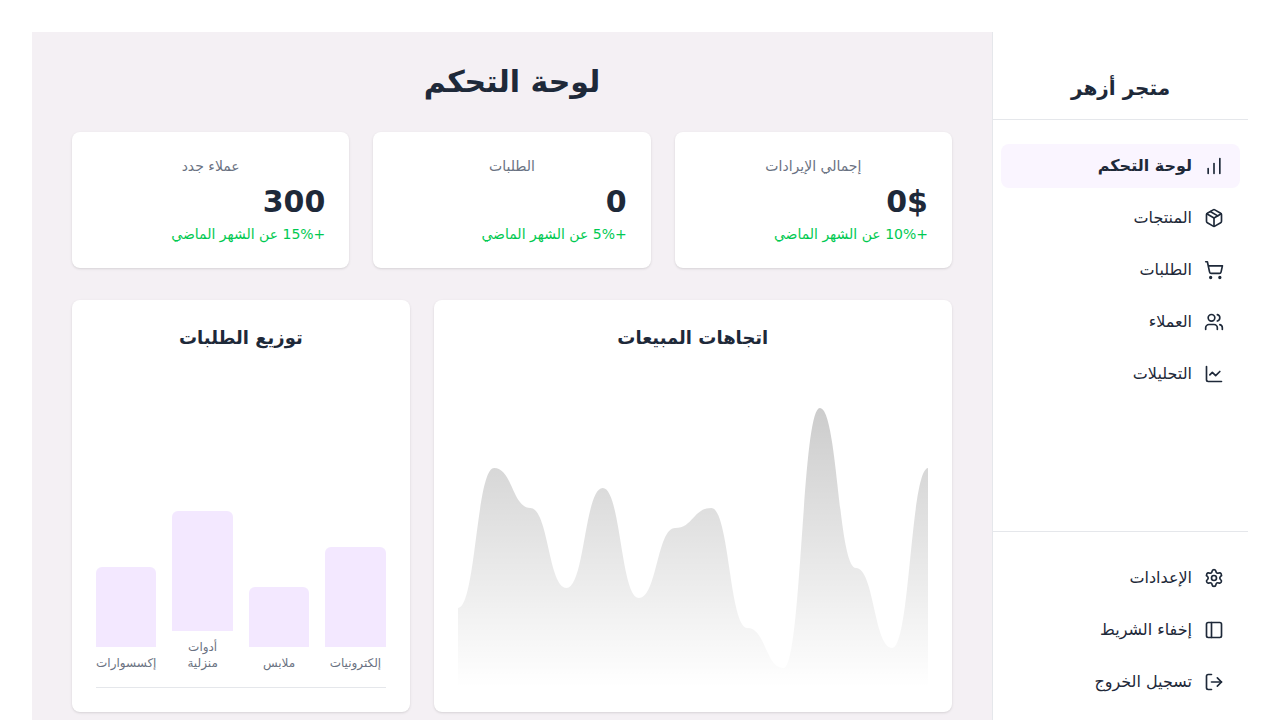 متجر أزهر
لوحة التحكم
المنتجات
الطلبات
العملاء
التحليلات
الإعدادات
إخفاء الشريط
تسجيل الخروج
لوحة التحكم
إجمالي الإيرادات
0$
+10% عن الشهر الماضي
الطلبات
0
+5% عن الشهر الماضي
عملاء جدد
300
+15% عن الشهر الماضي
اتجاهات المبيعات
توزيع الطلبات
إلكترونيات
ملابس
أدوات
منزلية
إكسسوارات